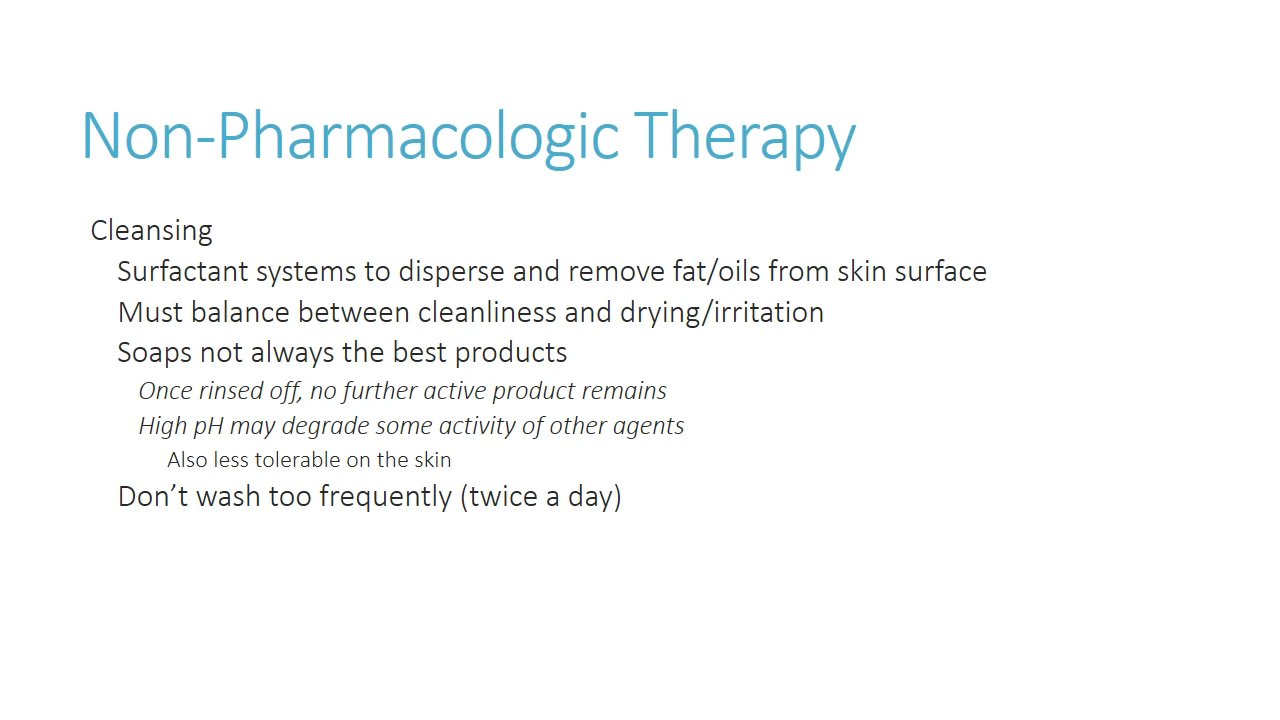 Non-Pharmacologic Therapy
Cleansing
Surfactant systems to disperse and remove fat/oils from skin surface
Must balance between cleanliness and drying/irritation
Soaps not always the best products
Once rinsed off, no further active product remains
High pH may degrade some activity of other agents
Also less tolerable on the skin
Don’t wash too frequently (twice a day)